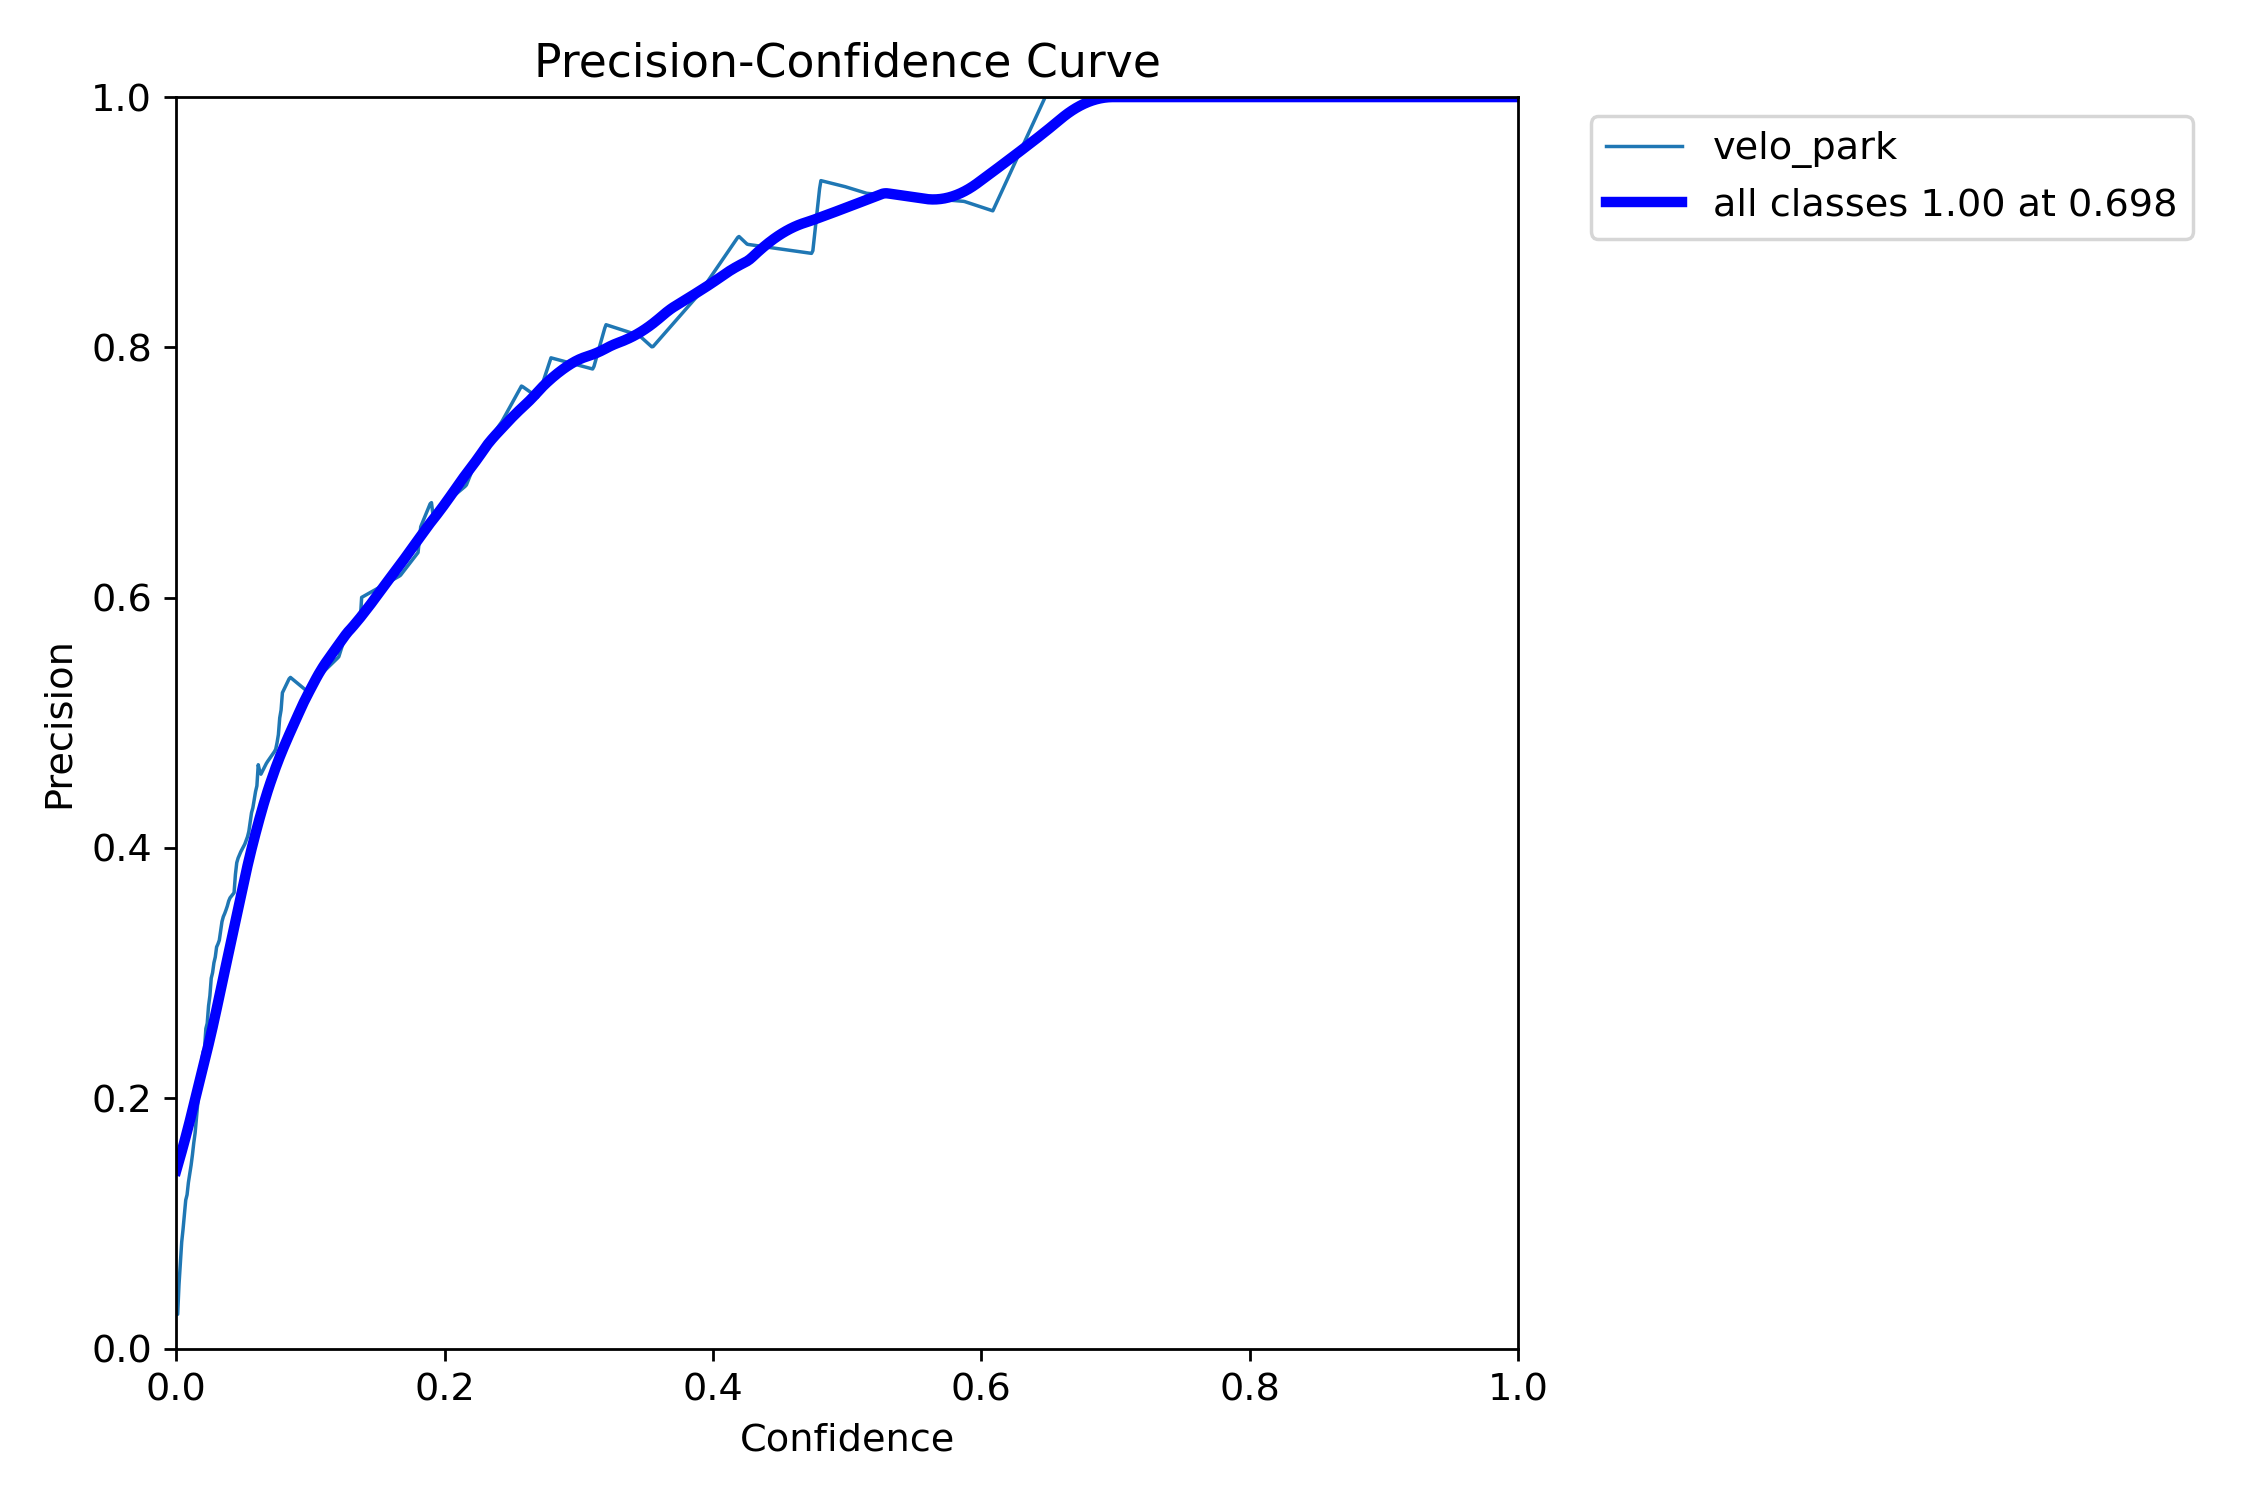 Precision-Confidence Curve
velo_park
all classes 1.00 at 0.698
Precision
1.0
0.8
0.6
0.4
0.2
0.0
0.0 0.2 0.4 0.6 0.8 1.0
Confidence